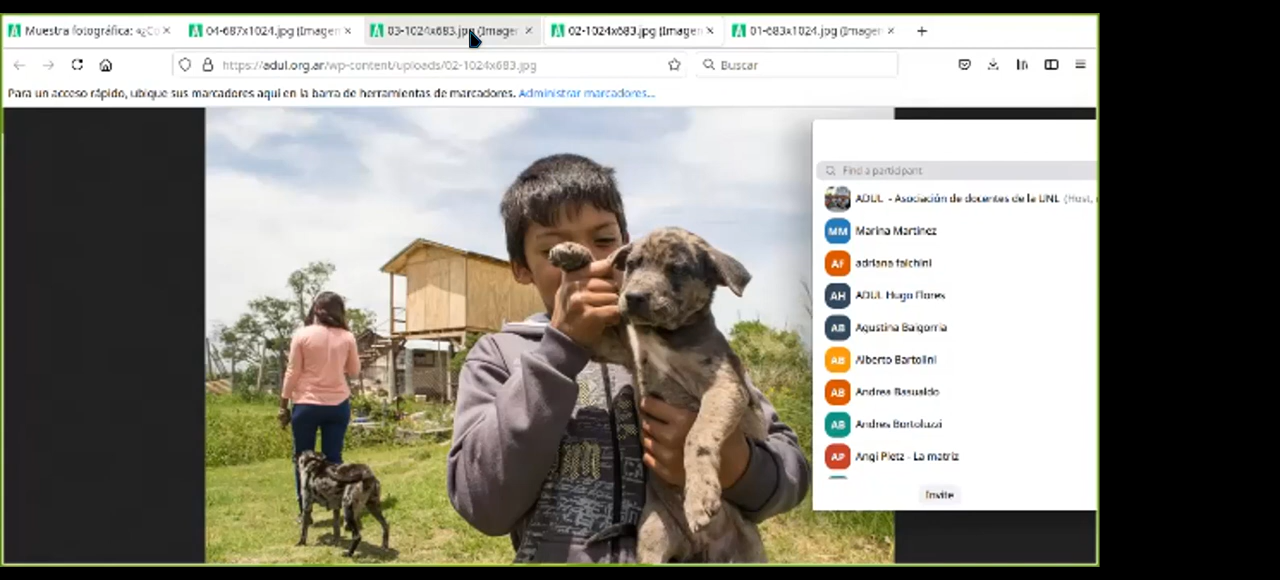 Muestra fotográfica: «¿Co
04-687x1024.jpg (Imagen
03-1024x683.jpg (Imagen
02-1024x683.jpg (Imagen
01-683x1024.jpg (Imagen
https://adul.org.ar/wp-content/uploads/02-1024x683.jpg
Buscar
Para un acceso rápido, ubique sus marcadores aquí en la barra de herramientas de marcadores. Administrar marcadores...
Find a participant
ADUL - Asociación de docentes de la UNL (Host,
MM Marina Martinez
AF adriana falchini
AH ADUL Hugo Flores
AB Agustina Baigorria
AB Alberto Bartolini
AB Andrea Basualdo
AB Andres Bortoluzzi
AP Angi Pletz - La matriz
Invite